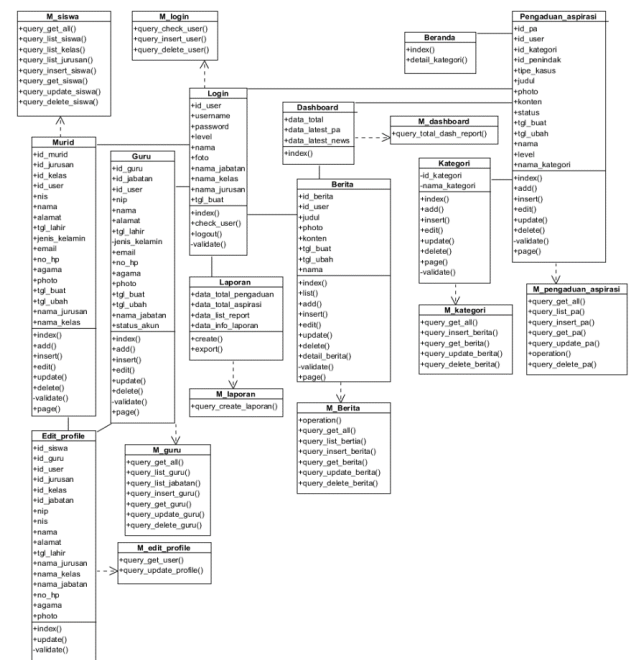 M_siswa
+query_get_all()
+query_list_siswa()
+query_list_kelas()
+query_list_jurusan()
+query_insert_siswa()
+query_get_siswa()
+query_update_siswa()
+query_delete_siswa()
M_login
+query_check_user()
+query_insert_user()
+query_delete_user()
Beranda
+index()
+detail_kategori()
Pengaduan_aspirasi
+id_pa
+id_user
+id_kategori
+id_penindak
+tipe_kasus
+judul
+photo
+konten
+status
+tgl_buat
+tgl_ubah
+nama
+level
+nama_kategori
+index()
+add()
+insert()
+edit()
+update()
+delete()
-validate()
+page()
Login
+id_user
+username
+password
+level
+nama
+foto
+nama_jabatan
+nama_kelas
+nama_jurusan
+tgl_buat
+index()
+check_user()
+logout()
-validate()
Dashboard
+data_total
+data_latest_pa
+data_latest_news
+index()
M_dashboard
+query_total_dash_report()
Murid
+id_murid
+id_jurusan
+id_kelas
+id_user
+nis
+nama
+alamat
+tgl_lahir
+jenis_kelamin
+email
+no_hp
+agama
+photo
+tgl_buat
+tgl_ubah
+nama_jurusan
+nama_kelas
+index()
+add()
+insert()
+edit()
+update()
+delete()
-validate()
+page()
Guru
+id_guru
+id_jabatan
+id_user
+nip
+nama
+alamat
+tgl_lahir
-jenis_kelamin
+email
+no_hp
+agama
+photo
+tgl_buat
+tgl_ubah
+nama_jabatan
+status_akun
+index()
+add()
+insert()
+edit()
+update()
+delete()
-validate()
+page()
Kategori
-id_kategori
-nama_kategori
+index()
+add()
+insert()
+edit()
+update()
+delete()
+page()
-validate()
Berita
+id_berita
+id_user
+judul
+photo
+konten
+tgl_buat
+tgl_ubah
+nama
+index()
+list()
+add()
+insert()
+edit()
+update()
+delete()
+detail_berita()
-validate()
+page()
Laporan
+data_total_pengaduan
+data_total_aspirasi
+data_list_report
+data_info_laporan
+create()
+export()
M_kategori
+query_get_all()
+query_insert_berita()
+query_get_berita()
+query_update_berita()
+query_delete_berita()
M_pengaduan_aspirasi
+query_get_all()
+query_list_pa()
+query_insert_pa()
+query_get_pa()
+query_update_pa()
+operation()
+query_delete_pa()
M_laporan
+query_create_laporan()
M_Berita
+operation()
+query_get_all()
+query_list_bertia()
+query_insert_berita()
+query_get_berita()
+query_update_berita()
+query_delete_berita()
Edit_profile
+id_siswa
+id_guru
+id_user
+id_jurusan
+id_kelas
+id_jabatan
+nip
+nis
+nama
+alamat
+tgl_lahir
+nama_jurusan
+nama_kelas
+nama_jabatan
+no_hp
+agama
+photo
+index()
+update()
-validate()
M_guru
+query_get_all()
+query_list_guru()
+query_list_jabatan()
+query_insert_guru()
+query_get_guru()
+query_update_guru()
+query_delete_guru()
M_edit_profile
+query_get_user()
+query_update_profile()